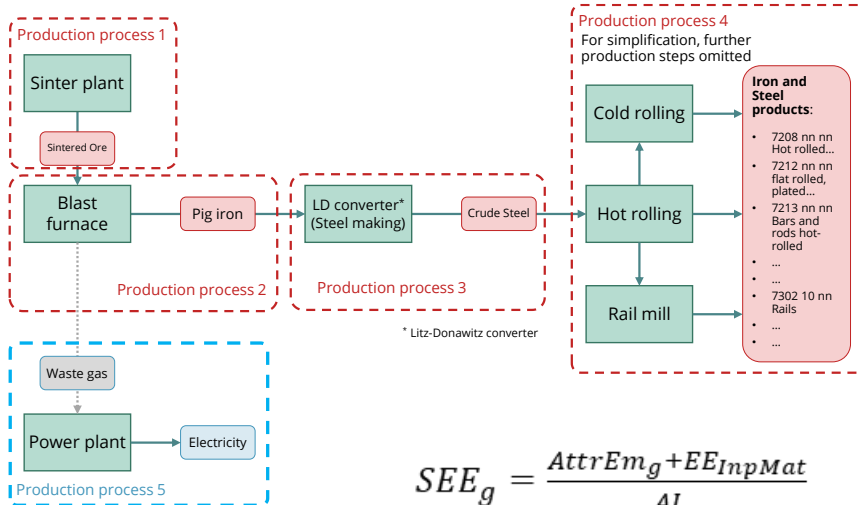 Production process 1
Sinter plant
Sintered Ore
Blast
furnace
Pig iron
Production process 2
LD converter*
(Steel making)
Crude Steel
Production process 3
* Litz-Donawitz converter
Production process 4
For simplification, further
production steps omitted
Cold rolling
Hot rolling
Rail mill
Iron and
Steel
products:
• 7208 nn nn
Hot rolled...
• 7212 nn nn
flat rolled,
plated...
• 7213 nn nn
Bars and
rods hot-
rolled
• ...
• ...
• 7302 10 nn
Rails
• ...
• ...
Waste gas
Power plant
Electricity
Production process 5
SEE_g = AttrEm_g+EE_InpMat